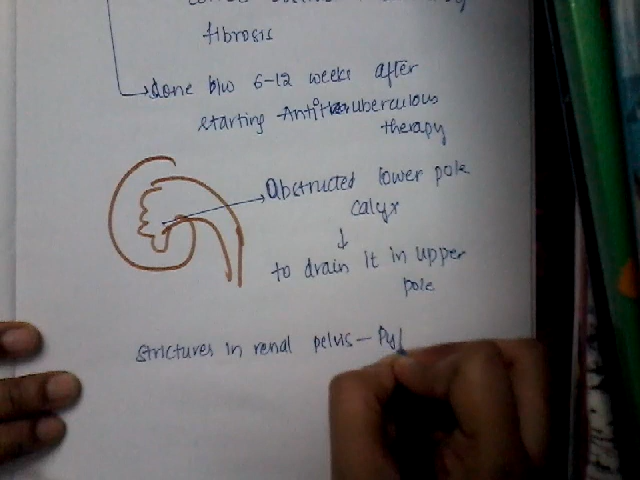 fibrosis
done b/w 6-12 weeks after
starting Antituberculous
therapy
Obstructed lower pole
calyx
to drain it in upper
pole
strictures in renal pelvis - Pyl